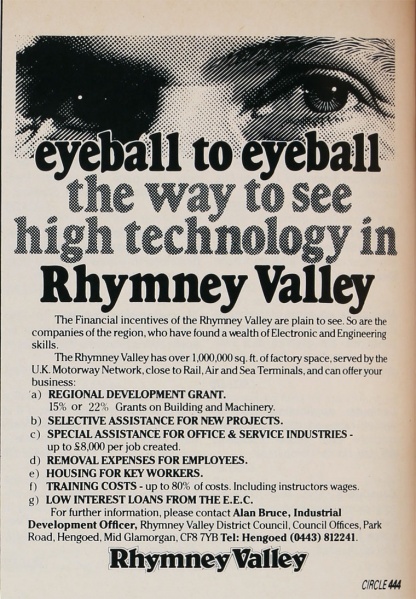 eyeball to eyeball
the way to see
high technology in
Rhymney Valley
The Financial incentives of the Rhymney Valley are plain to see. So are the
companies of the region, who have found a wealth of Electronic and Engineering
skills.
The Rhymney Valley has over 1,000,000 sq. ft. of factory space, served by the
U.K. Motorway Network, close to Rail, Air and Sea Terminals, and can offer your
business:
a) REGIONAL DEVELOPMENT GRANT.
15% or 22% Grants on Building and Machinery.
b) SELECTIVE ASSISTANCE FOR NEW PROJECTS.
c) SPECIAL ASSISTANCE FOR OFFICE & SERVICE INDUSTRIES -
up to £8,000 per job created.
d) REMOVAL EXPENSES FOR EMPLOYEES.
e) HOUSING FOR KEY WORKERS.
f) TRAINING COSTS - up to 80% of costs. Including instructors wages.
g) LOW INTEREST LOANS FROM THE E.E.C.
For further information, please contact Alan Bruce, Industrial
Development Officer, Rhymney Valley District Council, Council Offices, Park
Road, Hengoed, Mid Glamorgan, CF8 7YB Tel: Hengoed (0443) 812241.
Rhymney Valley
CIRCLE 444